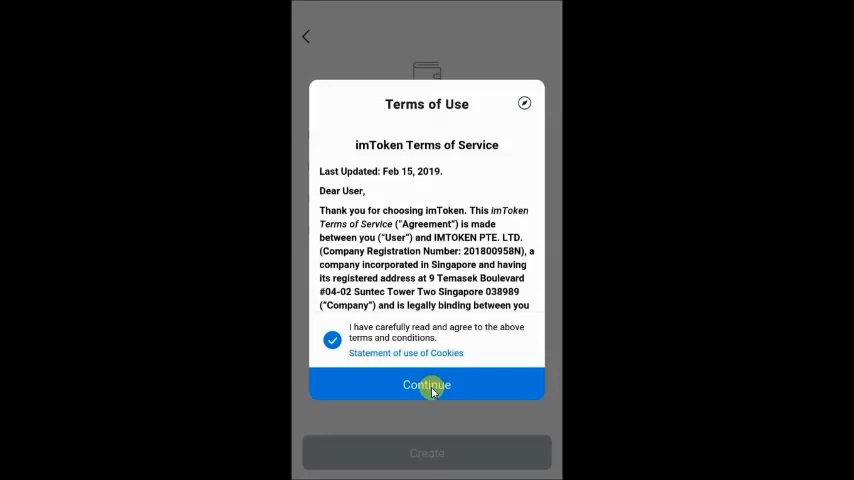 Terms of Use
imToken Terms of Service
Last Updated: Feb 15, 2019.
Dear User,
Thank you for choosing imToken. This imToken
Terms of Service (“Agreement”) is made
between you (“User”) and IMTOKEN PTE. LTD.
(Company Registration Number: 201800958N), a
company incorporated in Singapore and having
its registered address at 9 Temasek Boulevard
#04-02 Suntec Tower Two Singapore 038989
(“Company”) and is legally binding between you
I have carefully read and agree to the above
terms and conditions.
Statement of use of Cookies
Continue
Create